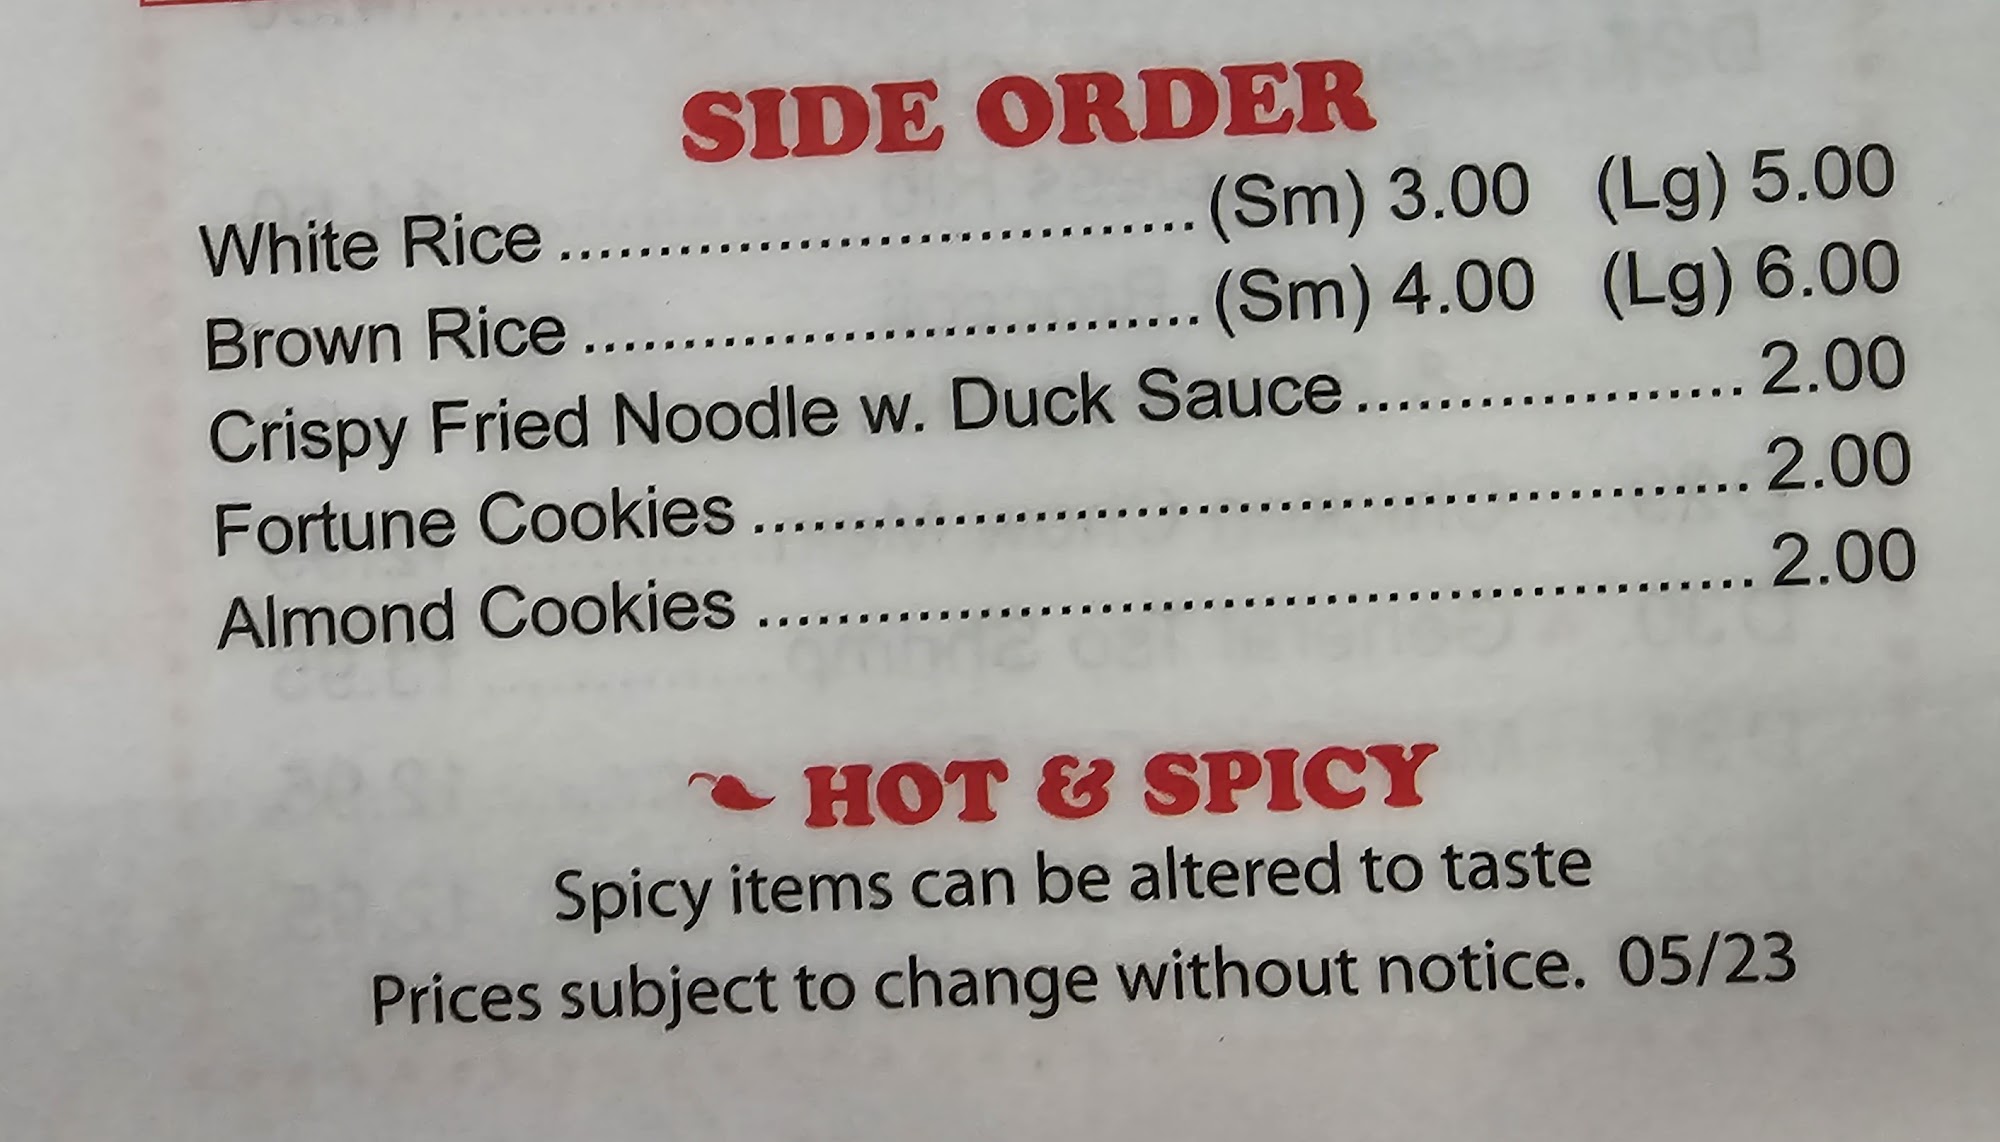 SIDE ORDER
White Rice ................................ (Sm) 3.00 (Lg) 5.00
Brown Rice ............................... (Sm) 4.00 (Lg) 6.00
Crispy Fried Noodle w. Duck Sauce ................... 2.00
Fortune Cookies .................................................. 2.00
Almond Cookies .................................................. 2.00
HOT & SPICY
Spicy items can be altered to taste
Prices subject to change without notice. 05/23